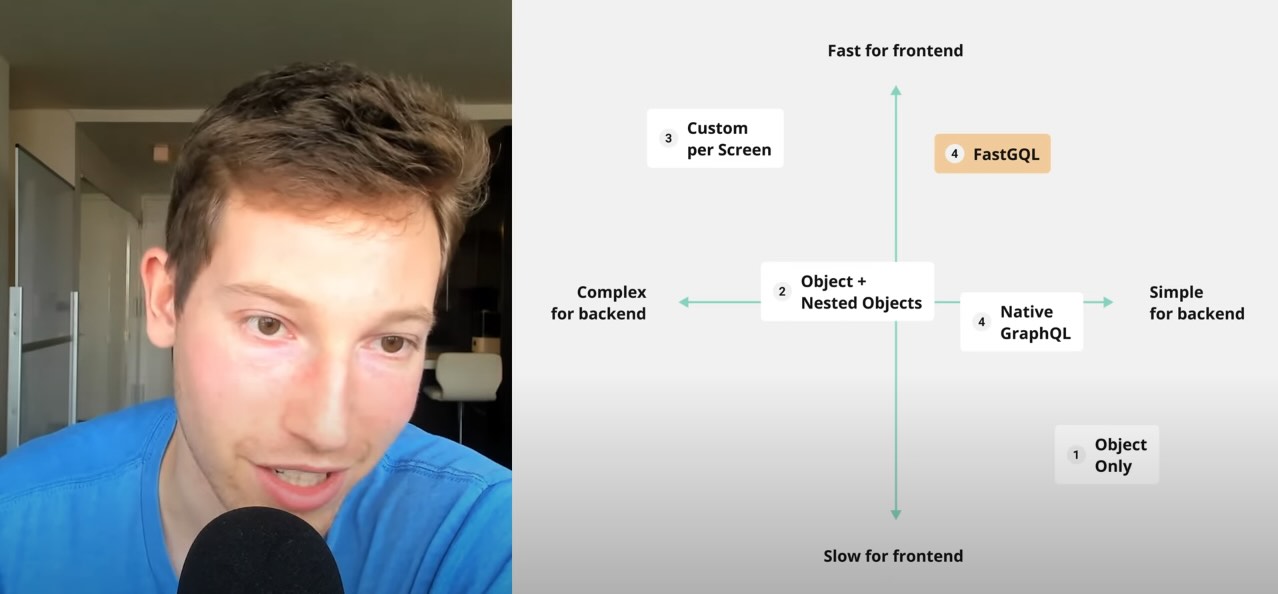 Fast for frontend
3 Custom
per Screen
4 FastGQL
Complex
for backend
2 Object +
Nested Objects
4 Native
GraphQL
Simple
for backend
1 Object
Only
Slow for frontend